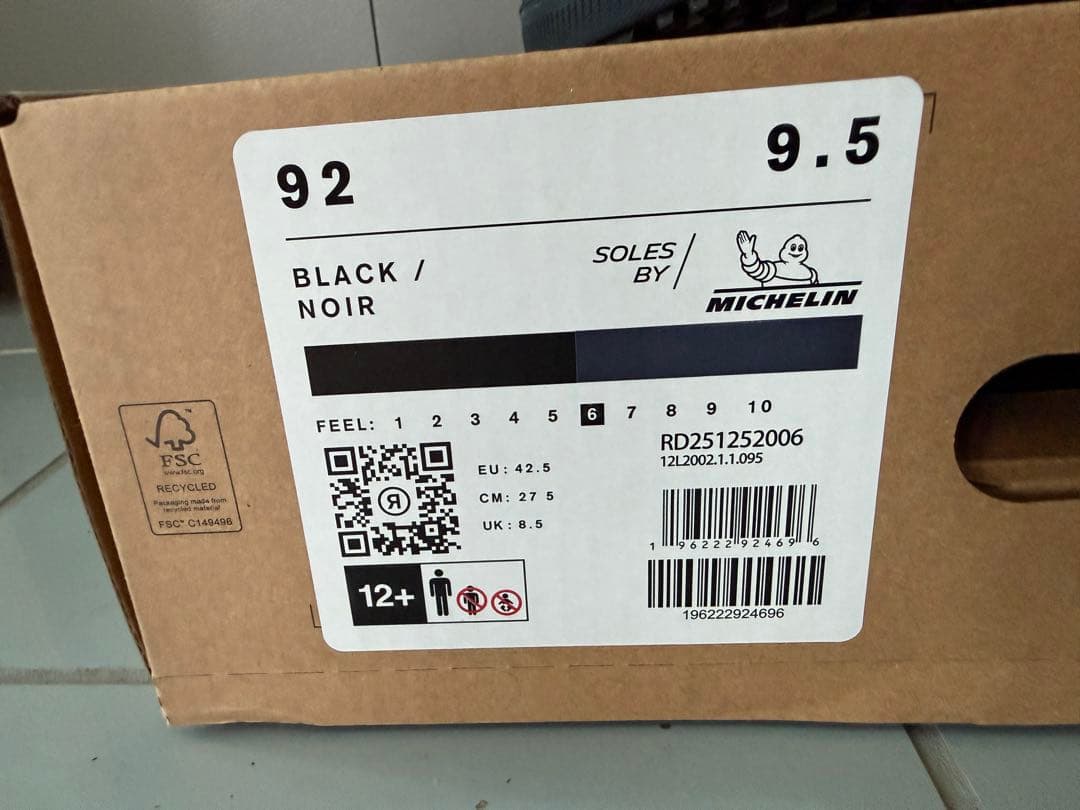 92
9.5
BLACK /
NOIR
SOLES
BY
MICHELIN
FEEL: 1 2 3 4 5 6 7 8 9 10
EU: 42.5
CM: 27 5
UK: 8.5
RD251252006
12L2002.1.1.095
1 96222 92469 6
196222924696
12+
FSC
www.fsc.org
RECYCLED
Packaging made from
recycled material
FSC™ C149496